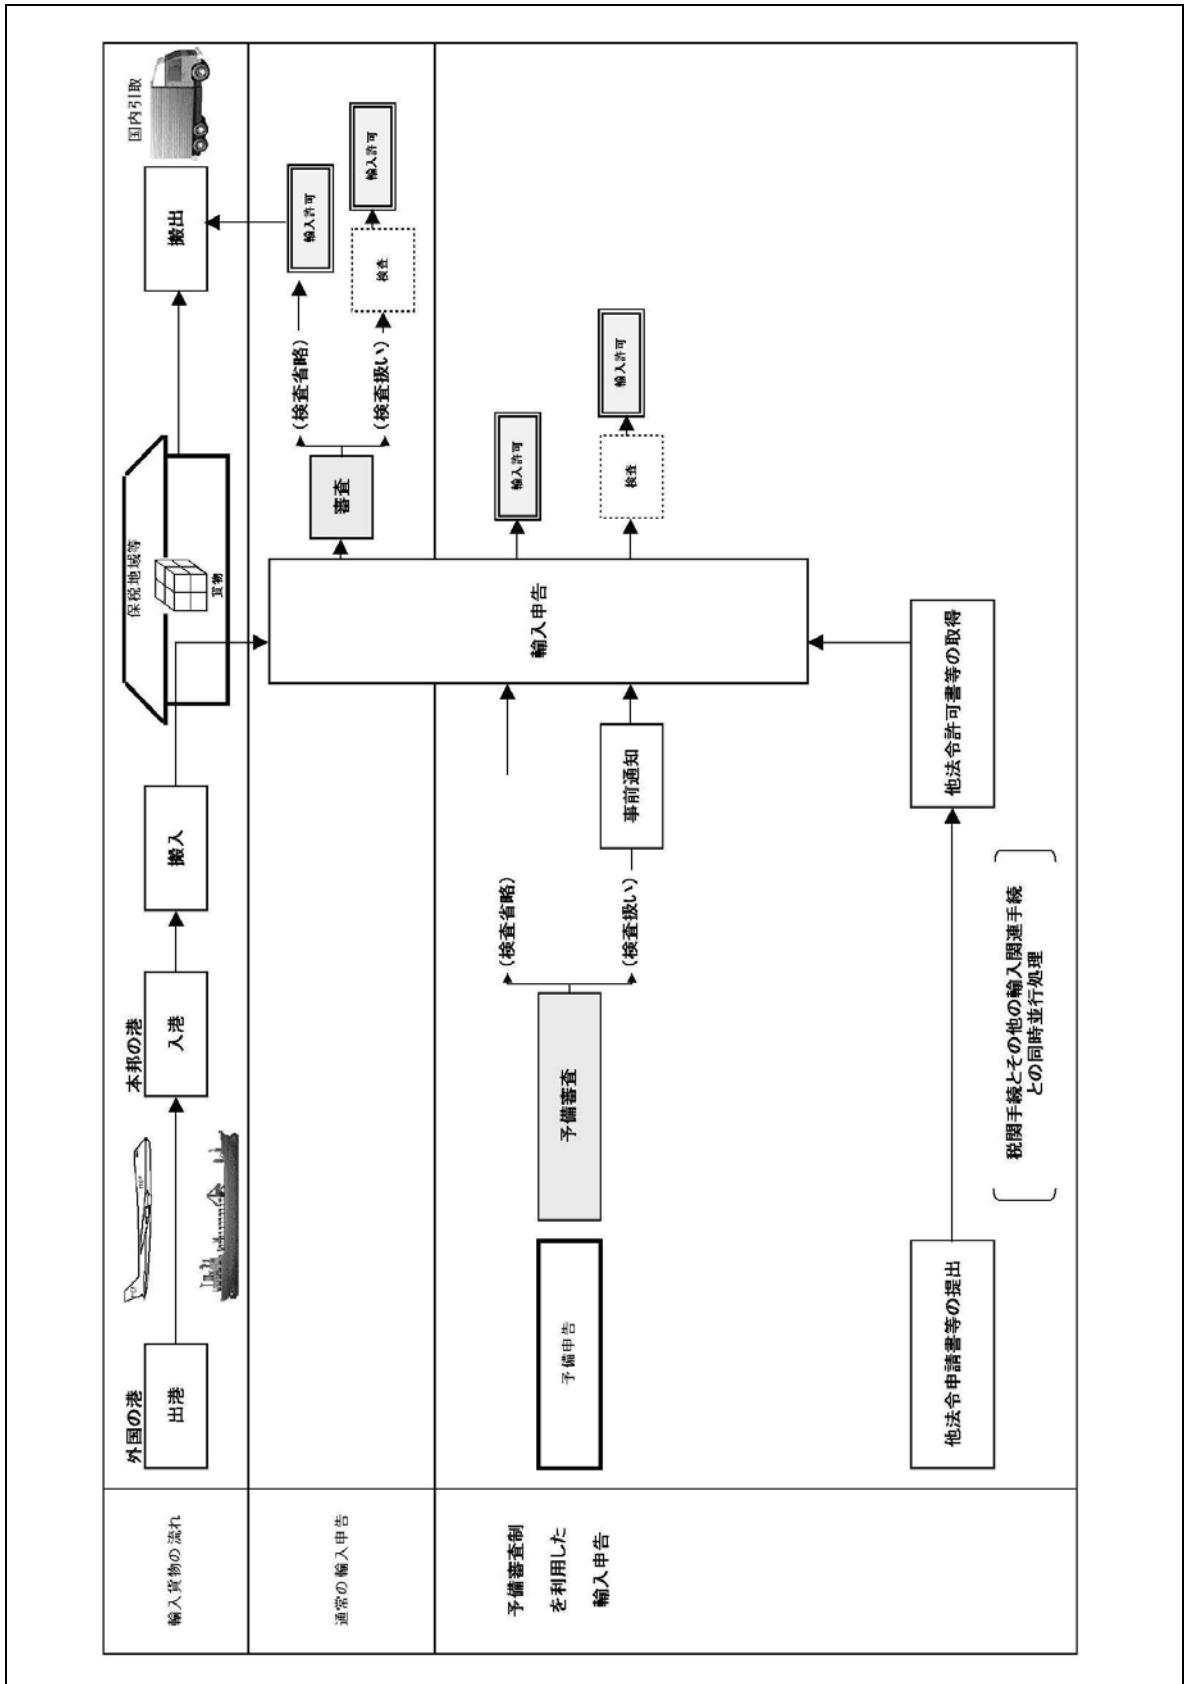 輸入貨物の流れ
外国の港
出港
本邦の港
入港
搬入
保税地域等
貨物
搬出
国内引取
通常の輸入申告
輸入申告
審査
(検査省略)
輸入許可
(検査扱い)
検査
輸入許可
予備審査制
を利用した
輸入申告
予備申告
予備審査
(検査省略)
(検査扱い)
事前通知
輸入許可
検査
輸入許可
他法令申請書等の提出
税関手続とその他の輸入関連手続
との同時並行処理
他法令許可書等の取得